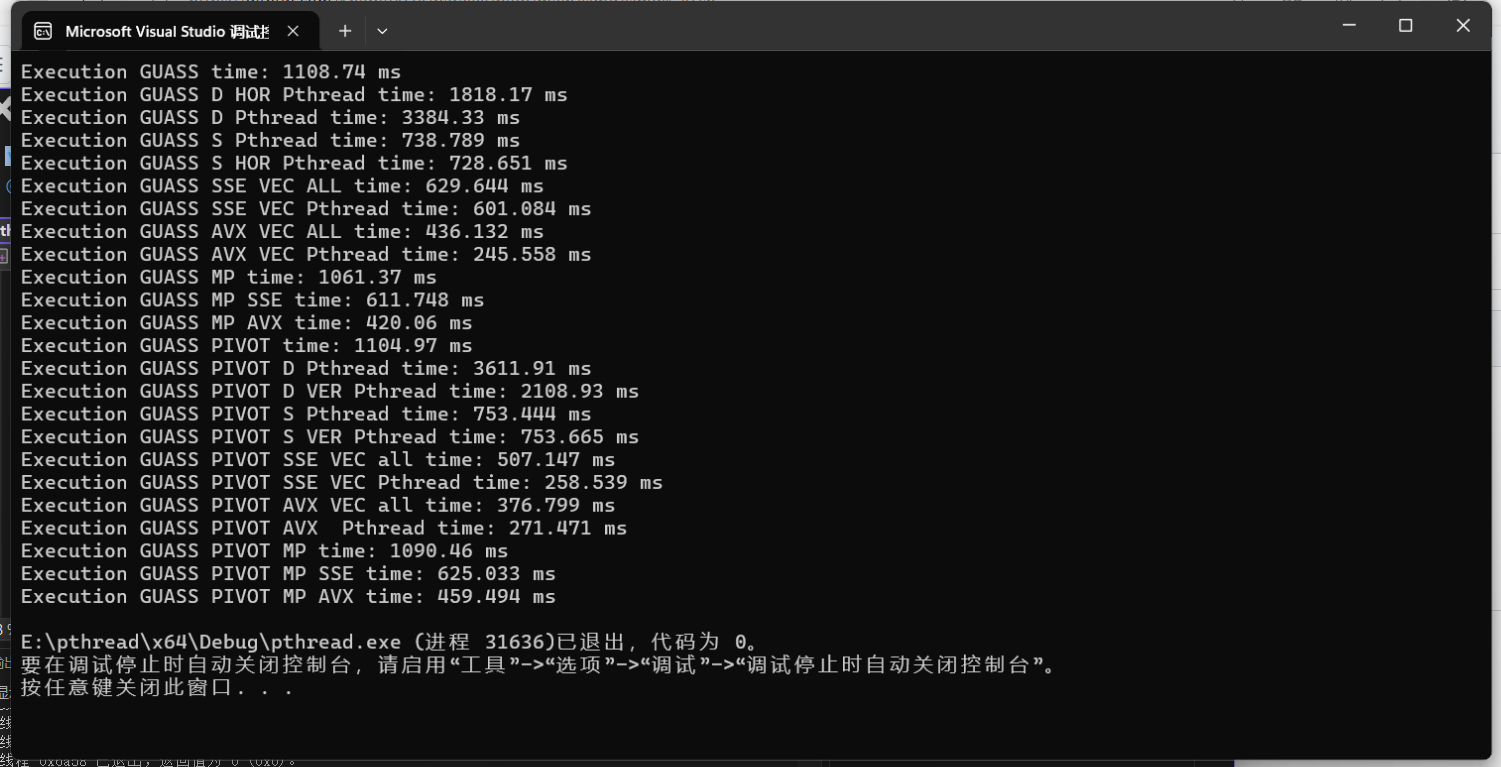 Microsoft Visual Studio 调试控
Execution GUASS time: 1108.74 ms
Execution GUASS D HOR Pthread time: 1818.17 ms
Execution GUASS D Pthread time: 3384.33 ms
Execution GUASS S Pthread time: 738.789 ms
Execution GUASS S HOR Pthread time: 728.651 ms
Execution GUASS SSE VEC ALL time: 629.644 ms
Execution GUASS SSE VEC Pthread time: 601.084 ms
Execution GUASS AVX VEC ALL time: 436.132 ms
Execution GUASS AVX VEC Pthread time: 245.558 ms
Execution GUASS MP time: 1061.37 ms
Execution GUASS MP SSE time: 611.748 ms
Execution GUASS MP AVX time: 420.06 ms
Execution GUASS PIVOT time: 1104.97 ms
Execution GUASS PIVOT D Pthread time: 3611.91 ms
Execution GUASS PIVOT D VER Pthread time: 2108.93 ms
Execution GUASS PIVOT S Pthread time: 753.444 ms
Execution GUASS PIVOT S VER Pthread time: 753.665 ms
Execution GUASS PIVOT SSE VEC all time: 507.147 ms
Execution GUASS PIVOT SSE VEC Pthread time: 258.539 ms
Execution GUASS PIVOT AVX VEC all time: 376.799 ms
Execution GUASS PIVOT AVX  Pthread time: 271.471 ms
Execution GUASS PIVOT MP time: 1090.46 ms
Execution GUASS PIVOT MP SSE time: 625.033 ms
Execution GUASS PIVOT MP AVX time: 459.494 ms
E:\pthread\x64\Debug\pthread.exe (进程 31636)已退出，代码为 0。
要在调试停止时自动关闭控制台，请启用“工具”->“选项”->“调试”->“调试停止时自动关闭控制台”。
按任意键关闭此窗口. . .
线程 0x6a58 已退出，返回值为 0 (0x0)。